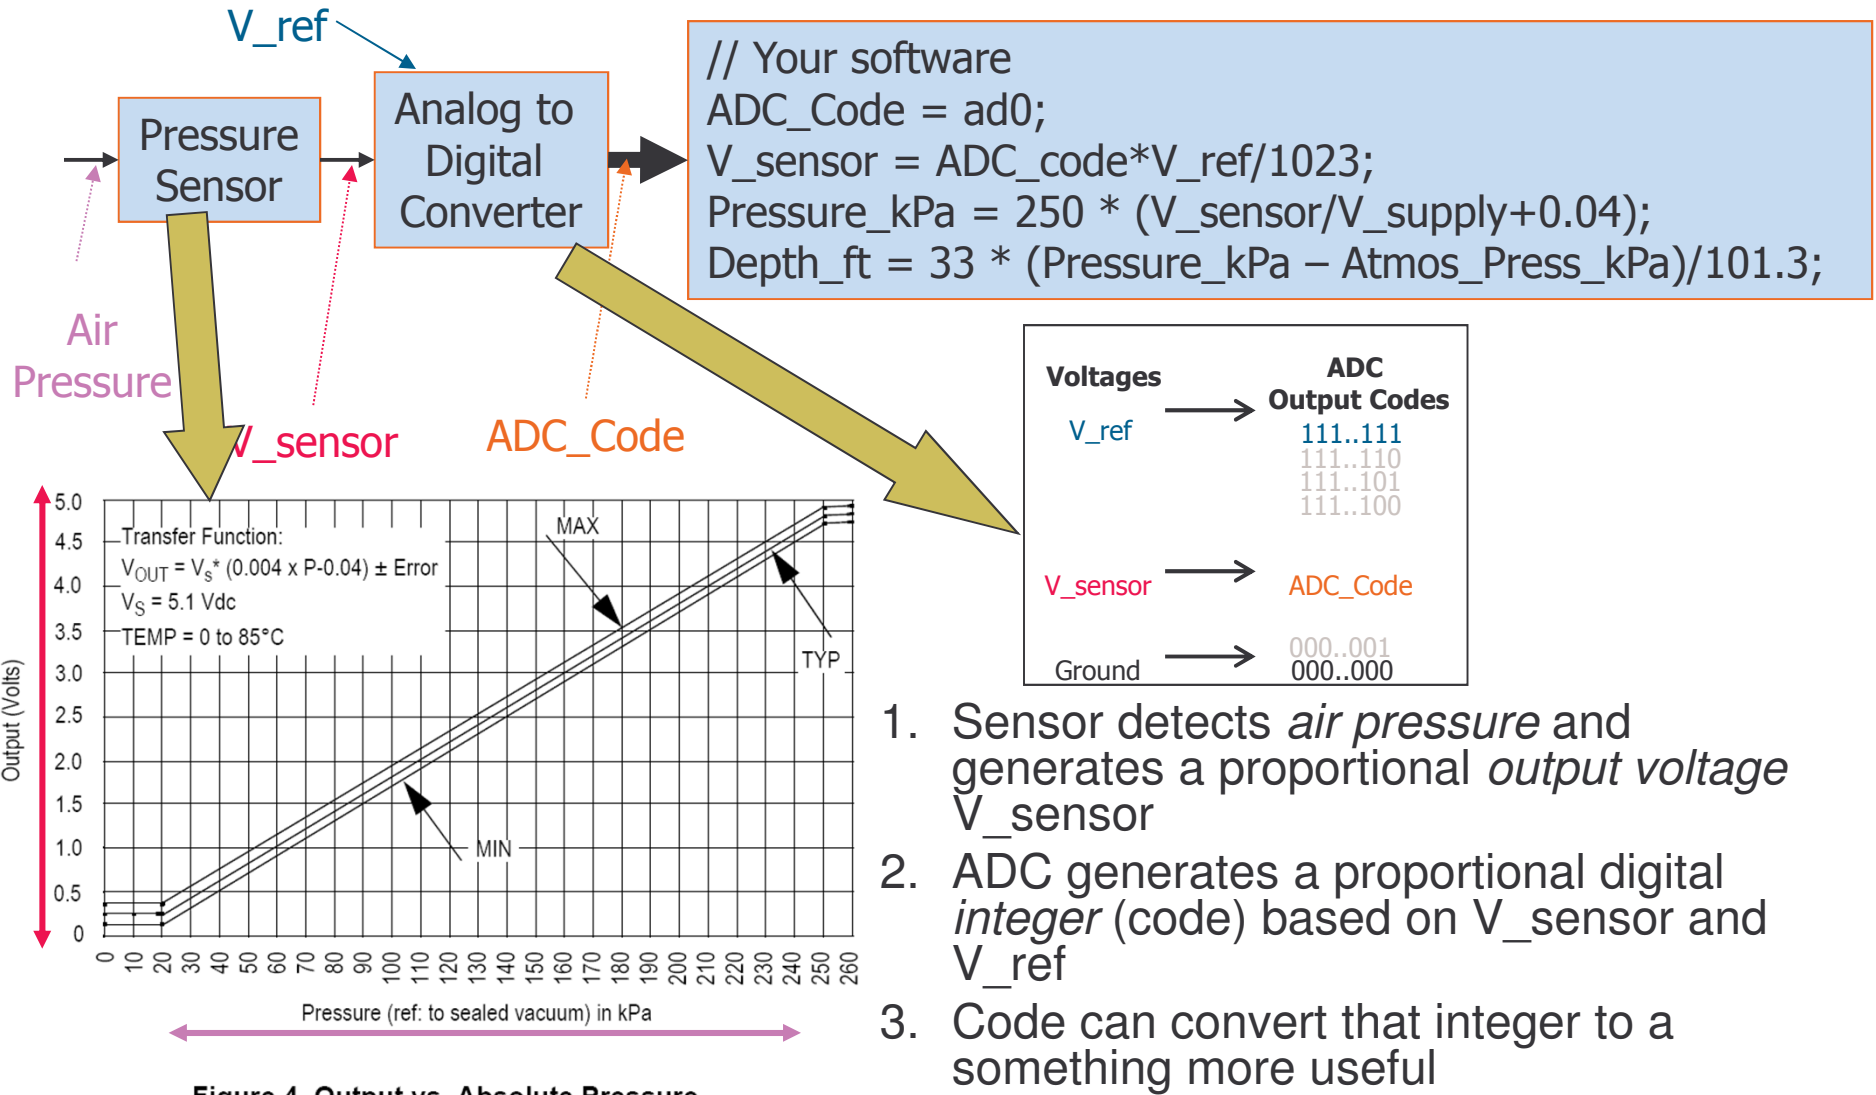 V_ref
Pressure
Sensor
Analog to
Digital
Converter
// Your software
ADC_Code = ad0;
V_sensor = ADC_code*V_ref/1023;
Pressure_kPa = 250 * (V_sensor/V_supply+0.04);
Depth_ft = 33 * (Pressure_kPa – Atmos_Press_kPa)/101.3;
Air
Pressure
V_sensor
ADC_Code
Voltages
ADC
Output Codes
V_ref
111..111
111..110
111..101
111..100
V_sensor
ADC_Code
000..001
Ground
000..000
Output (Volts)
5.0
4.5
4.0
3.5
3.0
2.5
2.0
1.5
1.0
0.5
0
Transfer Function:
VOUT = Vs* (0.004 x P-0.04) ± Error
VS = 5.1 Vdc
TEMP = 0 to 85°C
MAX
TYP
MIN
0 10 20 30 40 50 60 70 80 90 100 110 120 130 140 150 160 170 180 190 200 210 220 230 240 250 260
Pressure (ref: to sealed vacuum) in kPa
Figure 4. Output vs. Absolute Pressure
1. Sensor detects air pressure and
generates a proportional output voltage
V_sensor
2. ADC generates a proportional digital
integer (code) based on V_sensor and
V_ref
3. Code can convert that integer to a
something more useful